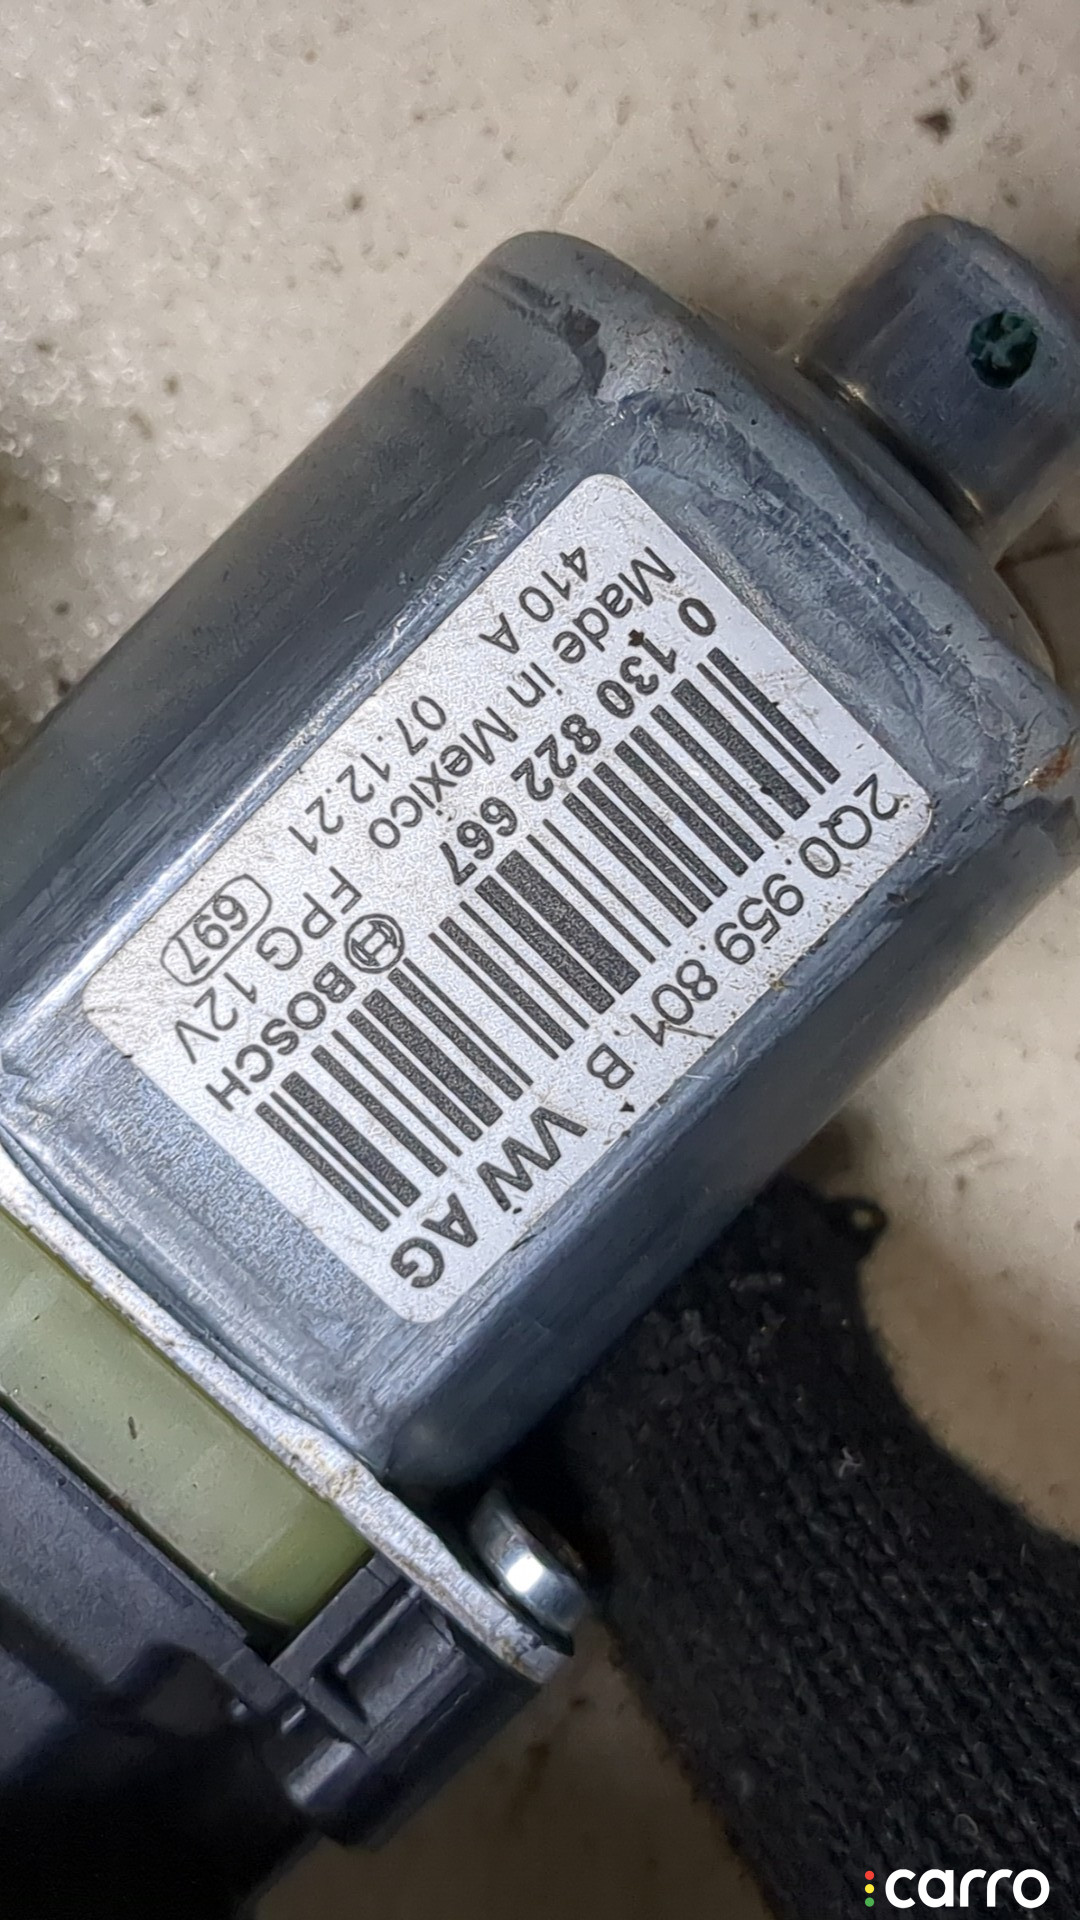 2Q0.959.801.B VW AG
0 130 822 667 BOSCH
Made in Mexico FPG 12V
410 A 07.12.21 697
carro